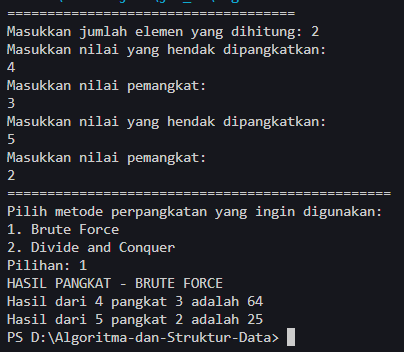 ====================================
Masukkan jumlah elemen yang dihitung: 2
Masukkan nilai yang hendak dipangkatkan:
4
Masukkan nilai pemangkat:
3
Masukkan nilai yang hendak dipangkatkan:
5
Masukkan nilai pemangkat:
2
================================================
Pilih metode perpangkatan yang ingin digunakan:
1. Brute Force
2. Divide and Conquer
Pilihan: 1
HASIL PANGKAT - BRUTE FORCE
Hasil dari 4 pangkat 3 adalah 64
Hasil dari 5 pangkat 2 adalah 25
PS D:\Algoritma-dan-Struktur-Data>